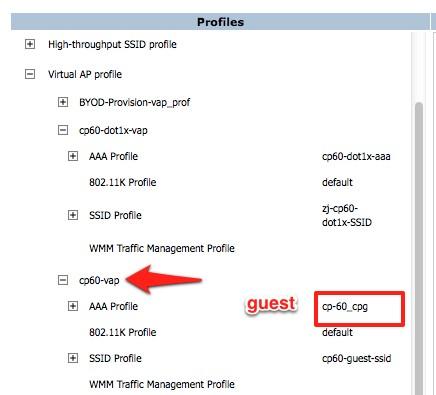 Profiles
High-throughput SSID profile
Virtual AP profile
BYOD-Provision-vap_prof
cp60-dot1x-vap
AAA Profile cp60-dot1x-aaa
802.11K Profile default
SSID Profile zj-cp60-
dot1x-SSID
WMM Traffic Management Profile
cp60-vap
guest
AAA Profile cp-60_cpg
802.11K Profile default
SSID Profile cp60-guest-ssid
WMM Traffic Management Profile